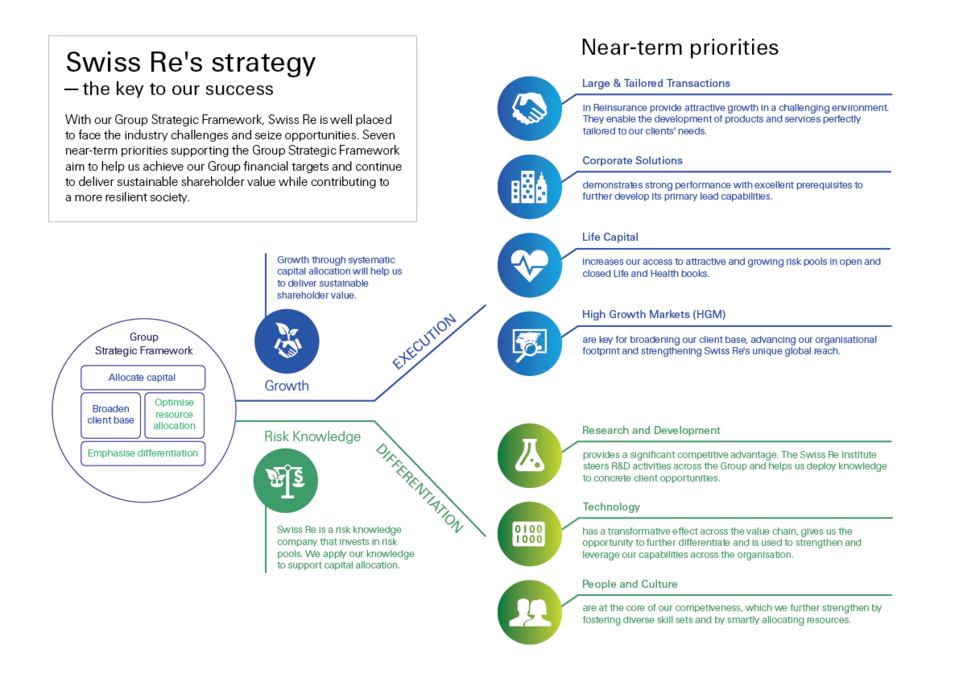 Swiss Re's strategy
– the key to our success
With our Group Strategic Framework, Swiss Re is well placed
to face the industry challenges and seize opportunities. Seven
near-term priorities supporting the Group Strategic Framework
aim to help us achieve our Group financial targets and continue
to deliver sustainable shareholder value while contributing to
a more resilient society.
Growth through systematic
capital allocation will help us
to deliver sustainable
shareholder value.
Growth
EXECUTION
Group
Strategic Framework
Allocate capital
Broaden
client base
Optimise
resource
allocation
Emphasise differentiation
Risk Knowledge
DIFFERENTIATION
$
Swiss Re is a risk knowledge
company that invests in risk
pools. We apply our knowledge
to support capital allocation.
Near-term priorities
Large & Tailored Transactions
in Reinsurance provide attractive growth in a challenging environment.
They enable the development of products and services perfectly
tailored to our clients' needs.
Corporate Solutions
demonstrates strong performance with excellent prerequisites to
further develop its primary lead capabilities.
Life Capital
increases our access to attractive and growing risk pools in open and
closed Life and Health books.
High Growth Markets (HGM)
are key for broadening our client base, advancing our organisational
footprint and strengthening Swiss Re's unique global reach.
Research and Development
provides a significant competitive advantage. The Swiss Re Institute
steers R&D activities across the Group and helps us deploy knowledge
to concrete client opportunities.
Technology
0100
1000
has a transformative effect across the value chain, gives us the
opportunity to further differentiate and is used to strengthen and
leverage our capabilities across the organisation.
People and Culture
are at the core of our competiveness, which we further strengthen by
fostering diverse skill sets and by smartly allocating resources.